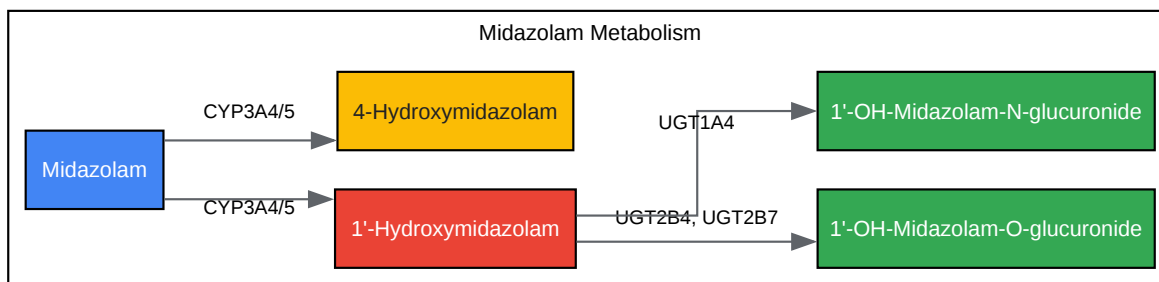 Midazolam Metabolism
CYP3A4/5
4-Hydroxymidazolam
UGT1A4
1'-OH-Midazolam-N-glucuronide
Midazolam
CYP3A4/5
1'-Hydroxymidazolam
UGT2B4, UGT2B7
1'-OH-Midazolam-O-glucuronide